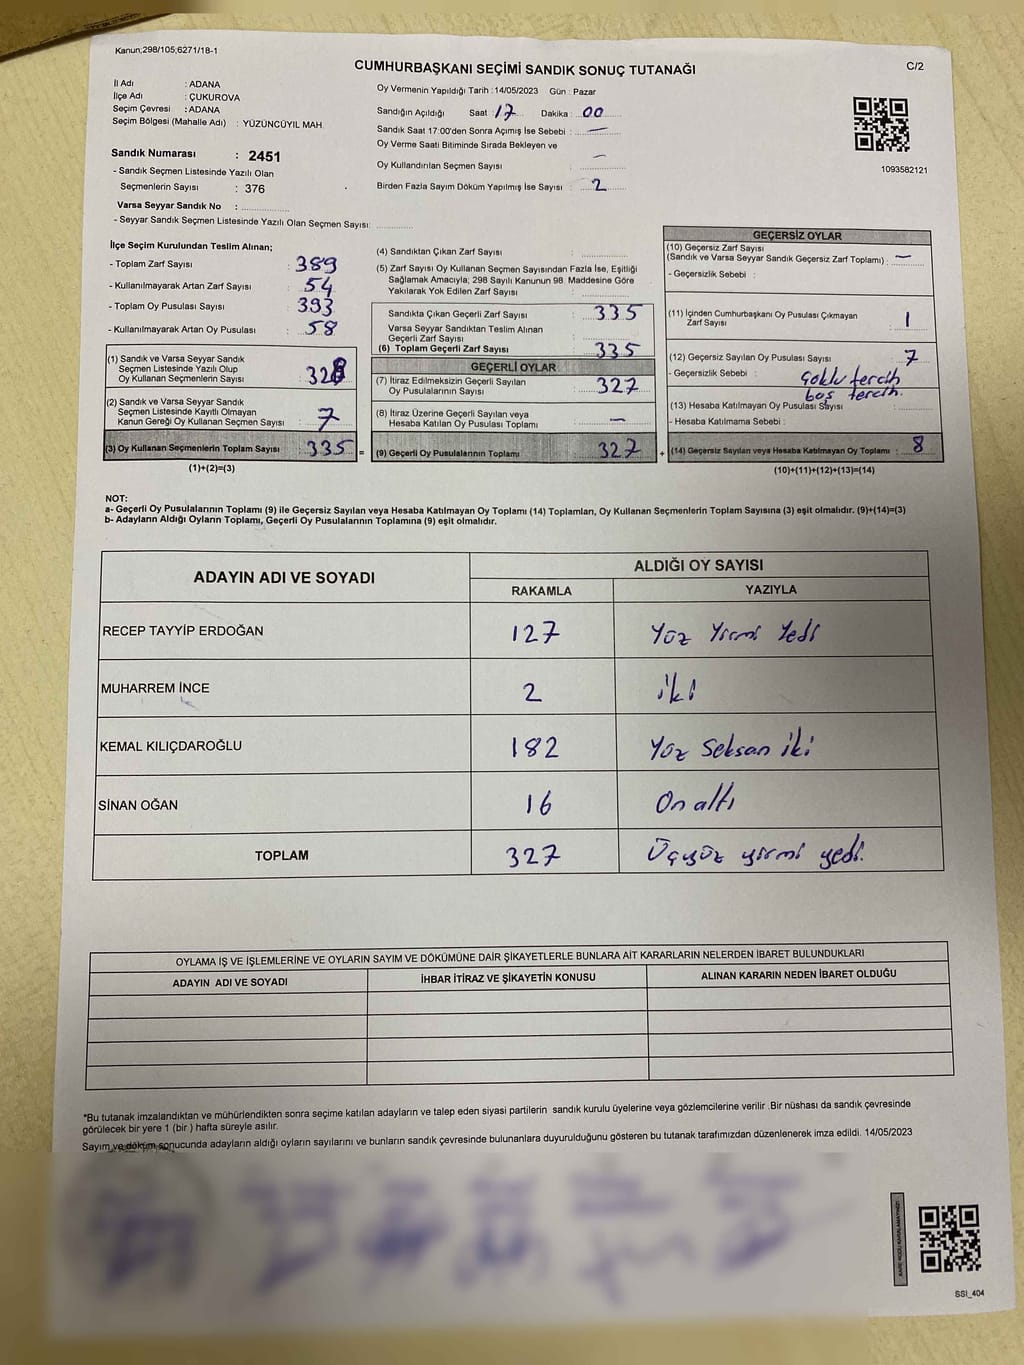 Kanun;298/105;6271/18-1
CUMHURBAŞKANI SEÇİMİ SANDIK SONUÇ TUTANAĞI
C/2
İl Adı : ADANA
İlçe Adı : ÇUKUROVA
Seçim Çevresi : ADANA
Seçim Bölgesi (Mahalle Adı) : YÜZÜNCÜYIL MAH.
Sandık Numarası : 2451
- Sandık Seçmen Listesinde Yazılı Olan
Seçmenlerin Sayısı : 376
Varsa Seyyar Sandık No :
- Seyyar Sandık Seçmen Listesinde Yazılı Olan Seçmen Sayısı:
Oy Vermenin Yapıldığı Tarih : 14/05/2023 Gün : Pazar
Sandığın Açıldığı Saat : 17 Dakika : 00
Sandık Saat 17:00'den Sonra Açımış İse Sebebi : —
Oy Verme Saati Bitiminde Sırada Bekleyen ve
Oy Kullandırılan Seçmen Sayısı : —
Birden Fazla Sayım Döküm Yapılmış İse Sayısı : 2
1093582121
İlçe Seçim Kurulundan Teslim Alınan;
- Toplam Zarf Sayısı : 389
- Kullanılmayarak Artan Zarf Sayısı : 54
- Toplam Oy Pusulası Sayısı : 393
- Kullanılmayarak Artan Oy Pusulası : 58
(1) Sandık ve Varsa Seyyar Sandık
Seçmen Listesinde Yazılı Olup
Oy Kullanan Seçmenlerin Sayısı : 328
(2) Sandık ve Varsa Seyyar Sandık
Seçmen Listesinde Kayıtlı Olmayan
Kanun Gereği Oy Kullanan Seçmen Sayısı : 7
(3) Oy Kullanan Seçmenlerin Toplam Sayısı : 335 =
(1)+(2)=(3)
(4) Sandıktan Çıkan Zarf Sayısı :
(5) Zarf Sayısı Oy Kullanan Seçmen Sayısından Fazla İse, Eşitliği
Sağlamak Amacıyla; 298 Sayılı Kanunun 98. Maddesine Göre
Yakılarak Yok Edilen Zarf Sayısı :
Sandıkta Çıkan Geçerli Zarf Sayısı : 335
Varsa Seyyar Sandıktan Teslim Alınan
Geçerli Zarf Sayısı :
(6) Toplam Geçerli Zarf Sayısı : 335
GEÇERLİ OYLAR
(7) İtiraz Edilmeksizin Geçerli Sayılan
Oy Pusulasının Sayısı : 327
(8) İtiraz Üzerine Geçerli Sayılan veya
Hesaba Katılan Oy Pusulası Toplamı : —
(9) Geçerli Oy Pusulalarının Toplamı : 327 +
GEÇERSİZ OYLAR
(10) Geçersiz Zarf Sayısı
(Sandık ve Varsa Seyyar Sandık Geçersiz Zarf Toplamı) : —
- Geçersizlik Sebebi :
(11) İçinden Cumhurbaşkanı Oy Pusulası Çıkmayan
Zarf Sayısı : 1
(12) Geçersiz Sayılan Oy Pusulası Sayısı : 7
- Geçersizlik Sebebi : Çoklu tercih
boş tercih.
(13) Hesaba Katılmayan Oy Pusulası Sayısı :
- Hesaba Katılmama Sebebi :
(14) Geçersiz Sayılan veya Hesaba Katılmayan Oy Toplamı : 8
(10)+(11)+(12)+(13)=(14)
NOT:
a- Geçerli Oy Pusulalarının Toplamı (9) ile Geçersiz Sayılan veya Hesaba Katılmayan Oy Toplamı (14) Toplamları, Oy Kullanan Seçmenlerin Toplam Sayısına (3) eşit olmalıdır. (9)+(14)=(3)
b- Adayların Aldığı Oyların Toplamı, Geçerli Oy Pusulalarının Toplamına (9) eşit olmalıdır.
ADAYIN ADI VE SOYADI
ALDIĞI OY SAYISI
RAKAMLA YAZIYLA
RECEP TAYYİP ERDOĞAN 127 Yüz Yirmi Yedi
MUHARREM İNCE 2 iki
KEMAL KILIÇDAROĞLU 182 Yüz Seksan iki
SİNAN OĞAN 16 On altı
TOPLAM 327 Üçyüz yirmi yedi.
OYLAMA İŞ VE İŞLEMLERİNE VE OYLARIN SAYIM VE DÖKÜMÜNE DAİR ŞİKAYETLERLE BUNLARA AİT KARARLARIN NELERDEN İBARET BULUNDUKLARI
ADAYIN ADI VE SOYADI İHBAR İTİRAZ VE ŞİKAYETİN KONUSU ALINAN KARARIN NEDEN İBARET OLDUĞU
*Bu tutanak imzalandıktan ve mühürlendikten sonra seçime katılan adayların ve talep eden siyasi partilerin sandık kurulu üyelerine veya gözlemcilerine verilir .Bir nüshası da sandık çevresinde
görülecek bir yere 1 (bir ) hafta süreyle asılır.
Sayım ve döküm sonucunda adayların aldığı oyların sayılarını ve bunların sandık çevresinde bulunanlara duyurulduğunu gösteren bu tutanak tarafımızdan düzenlenerek imza edildi. 14/05/2023
KARE KODU KARALAMAYINIZ!
SSI_404